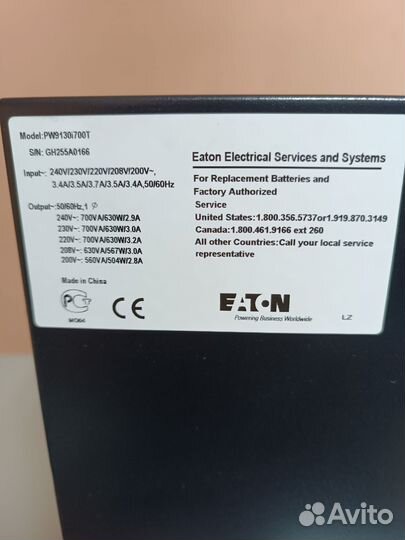 Model:PW9130i700T
S/N: GH255A0166
Input~: 240V/230V/220V/208V/200V~,
3.4A/3.5A/3.7A/3.5A/3.4A,50/60Hz
Output~:50/60Hz,1 ϕ
240V: 700VA/630W/2.9A
230V: 700VA/630W/3.0A
220V: 700VA/630W/3.2A
208V: 630VA/567W/3.0A
200V: 560VA/504W/2.8A
Made in China
Eaton Electrical Services and Systems
For Replacement Batteries and
Factory Authorized
Service
United States:1.800.356.5737or1.919.870.3149
Canada:1.800.461.9166 ext 260
All other Countries:Call your local service
representative
EATON
Powering Business Worldwide
LZ
Avito